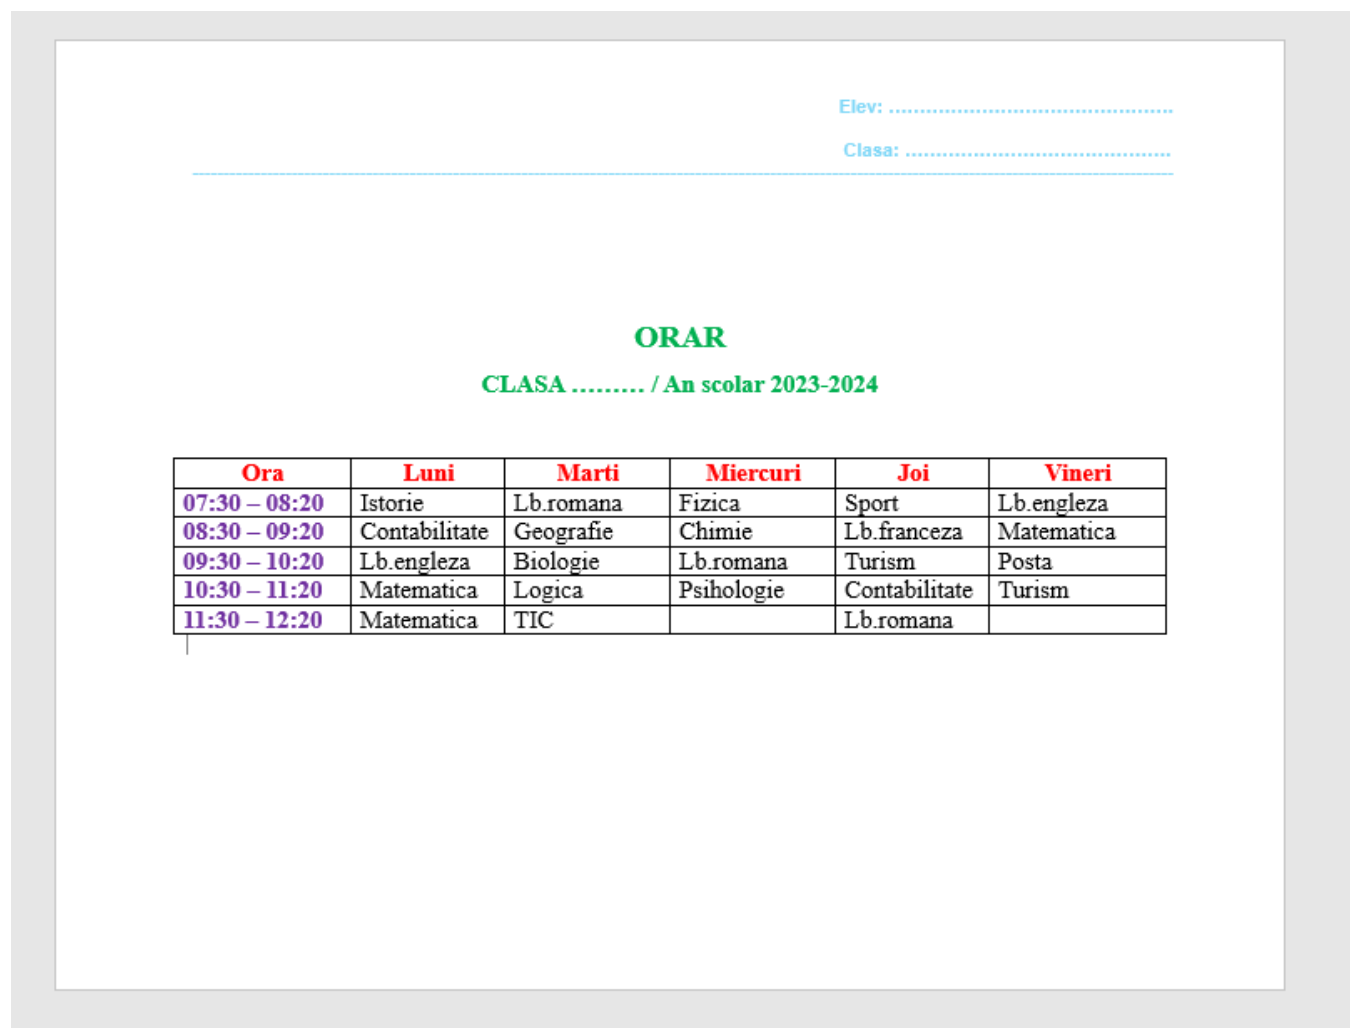 Elev: ……………………………………….
Clasa: …………………………………….
ORAR
CLASA ……… / An scolar 2023-2024
Ora Luni Marti Miercuri Joi Vineri
07:30 – 08:20 Istorie Lb.romana Fizica Sport Lb.engleza
08:30 – 09:20 Contabilitate Geografie Chimie Lb.franceza Matematica
09:30 – 10:20 Lb.engleza Biologie Lb.romana Turism Posta
10:30 – 11:20 Matematica Logica Psihologie Contabilitate Turism
11:30 – 12:20 Matematica TIC Lb.romana